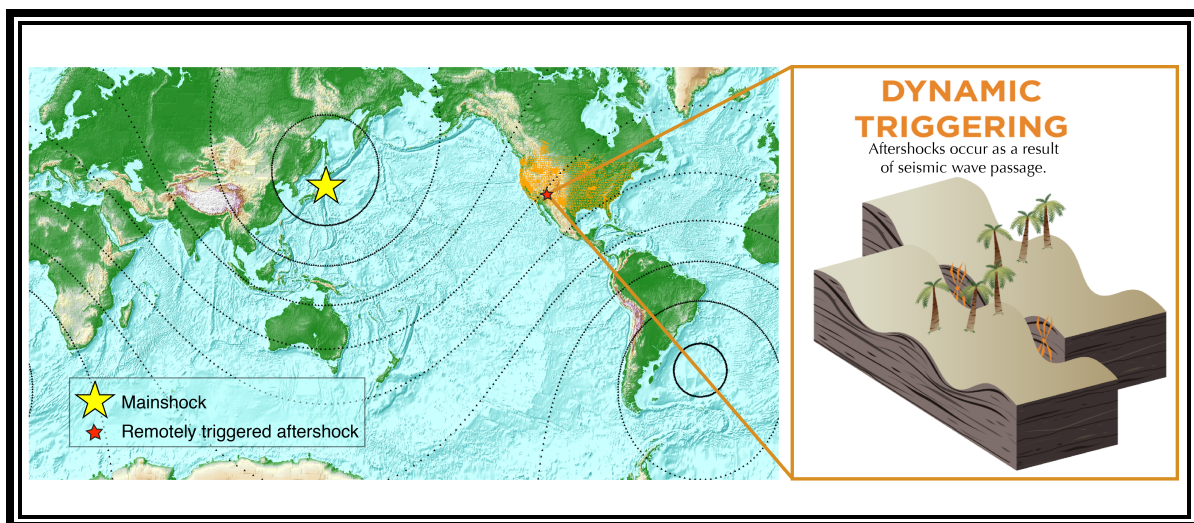 DYNAMIC
TRIGGERING
Aftershocks occur as a result
of seismic wave passage.
Mainshock
Remotely triggered aftershock